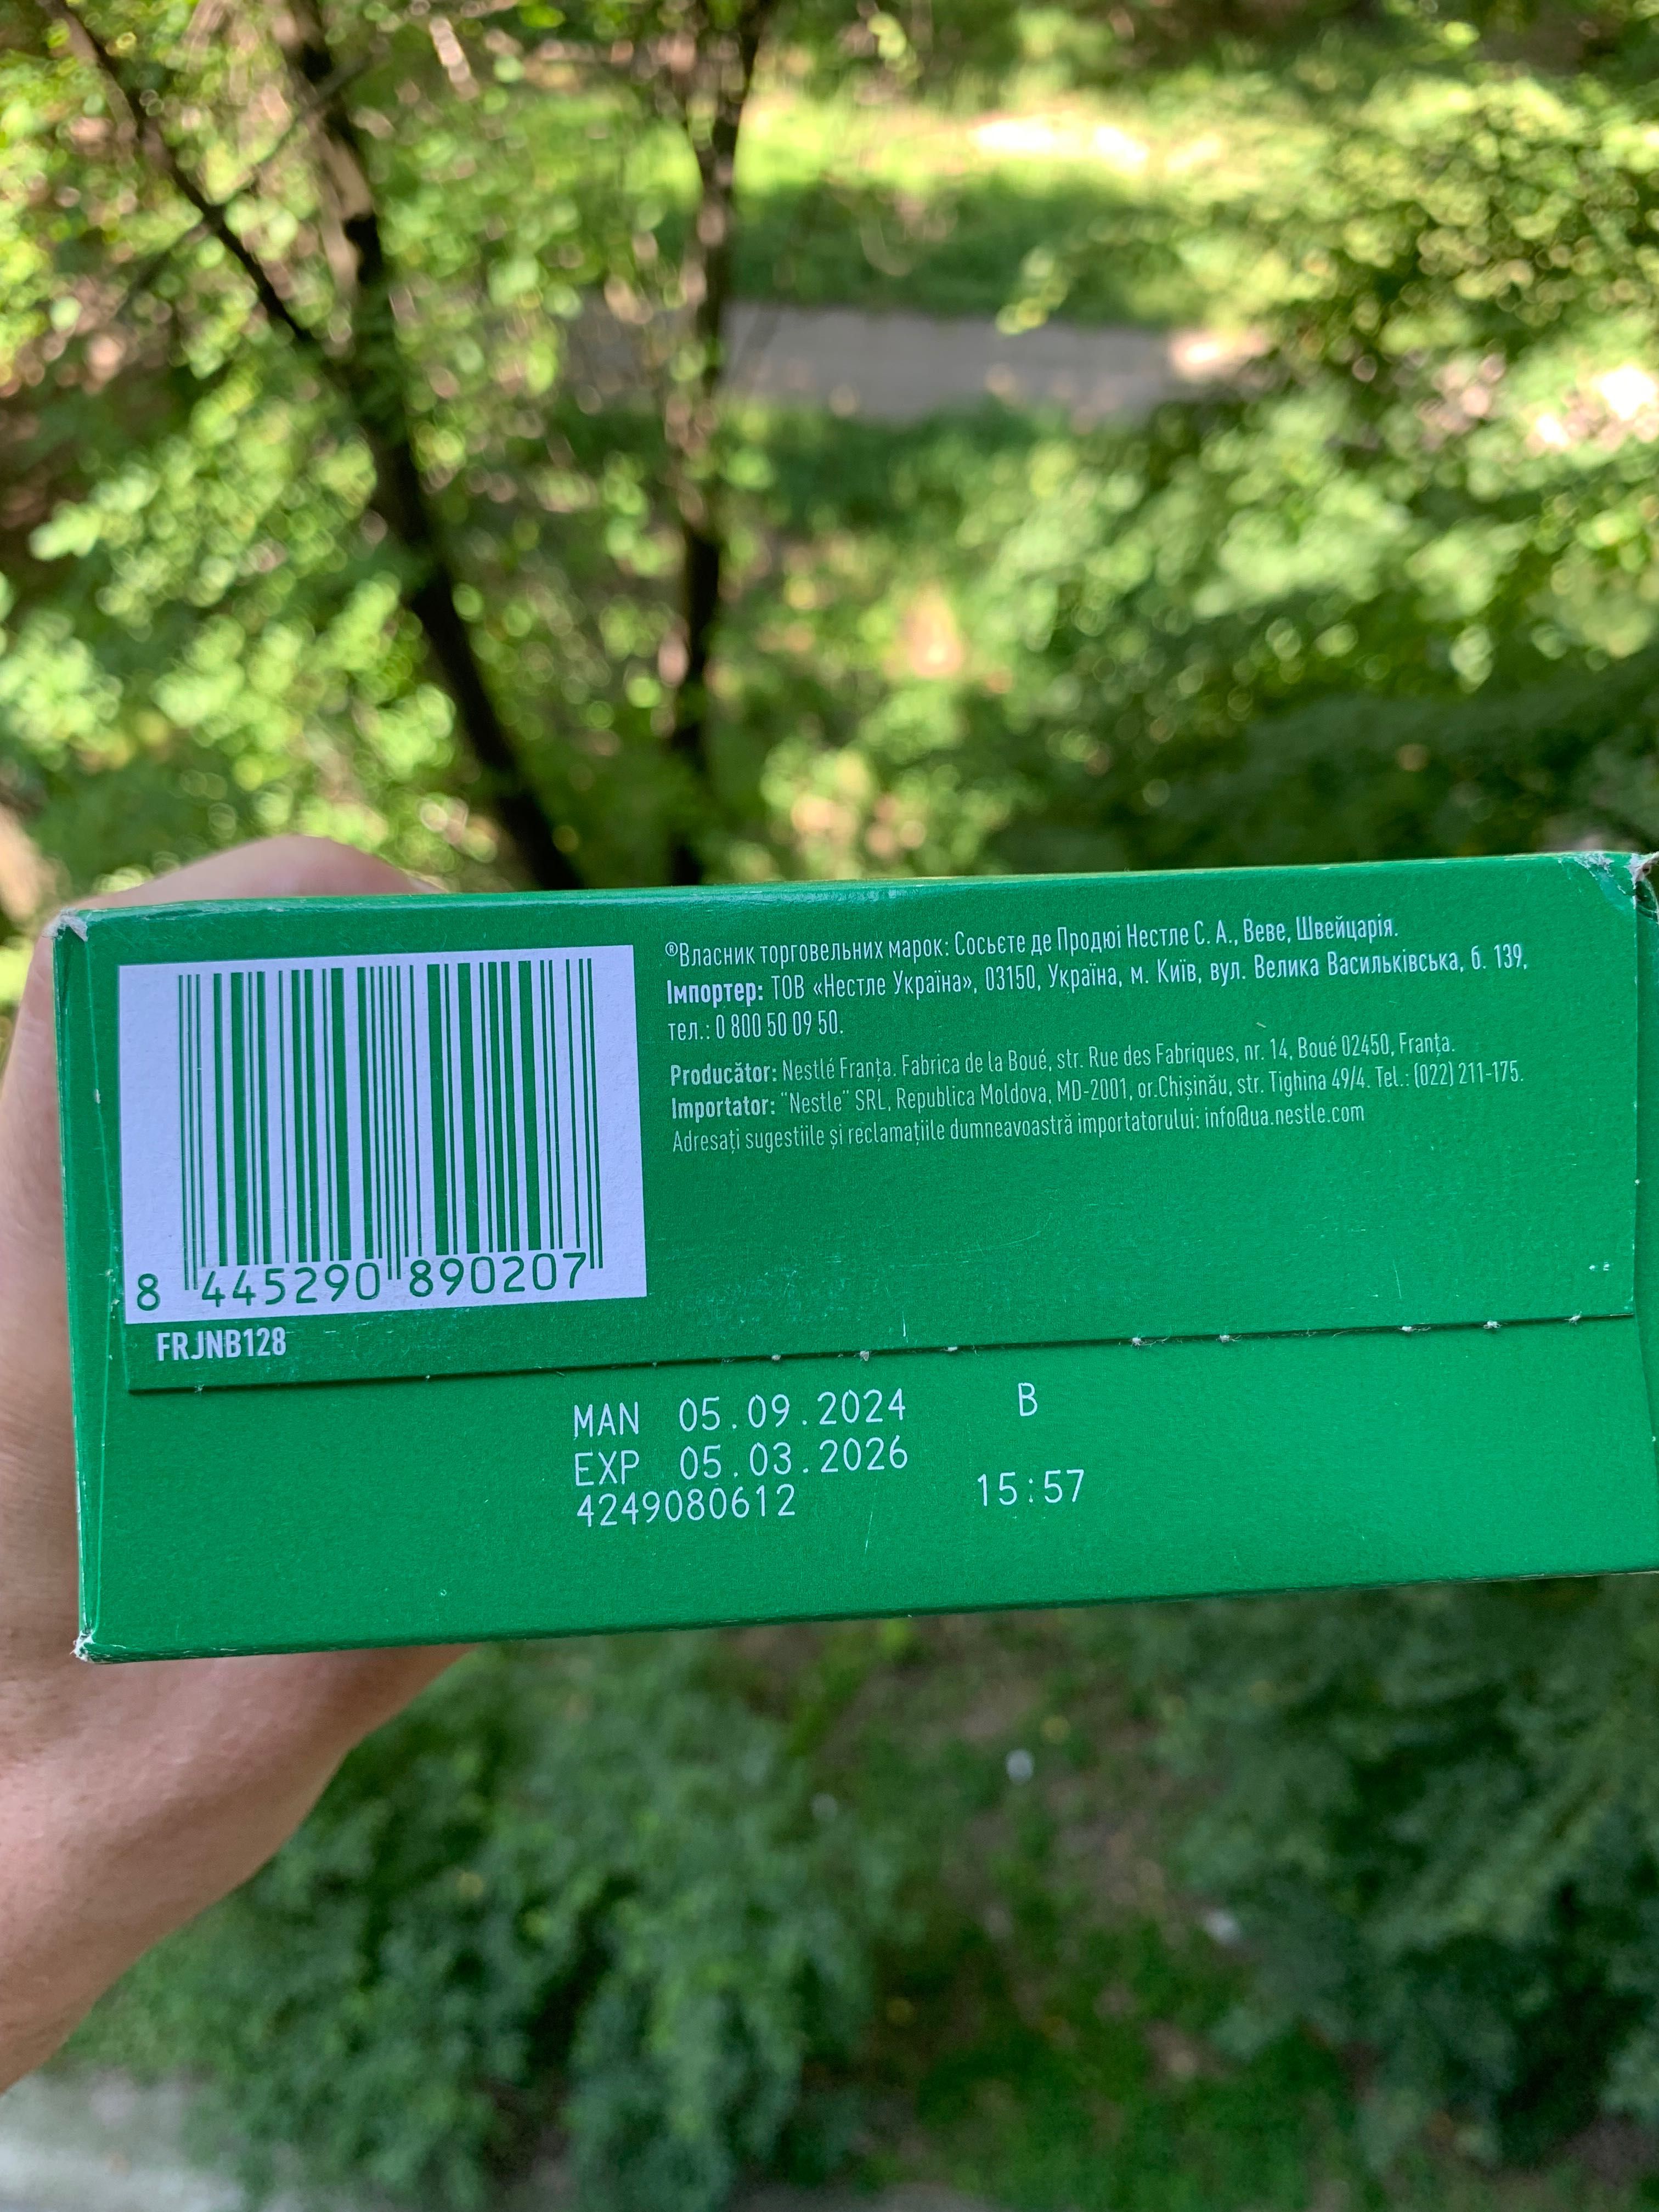 ®Власник торговельних марок: Сосьєте де Продюі Нестле С. А., Веве, Швейцарія.
Імпортер: ТОВ «Нестле Україна», 03150, Україна, м. Київ, вул. Велика Васильківська, б. 139,
тел.: 0 800 50 09 50.
Producător: Nestlé Franța. Fabrica de la Boué, str. Rue des Fabriques, nr. 14, Boué 02450, Franța.
Importator: "Nestle" SRL, Republica Moldova, MD-2001, or.Chișinău, str. Tighina 49/4. Tel.: (022) 211-175.
Adresați sugestiile și reclamațiile dumneavoastră importatorului: info@ua.nestle.com
8 445290 890207
FRJNB128
MAN 05.09.2024 B
EXP 05.03.2026
4249080612 15:57